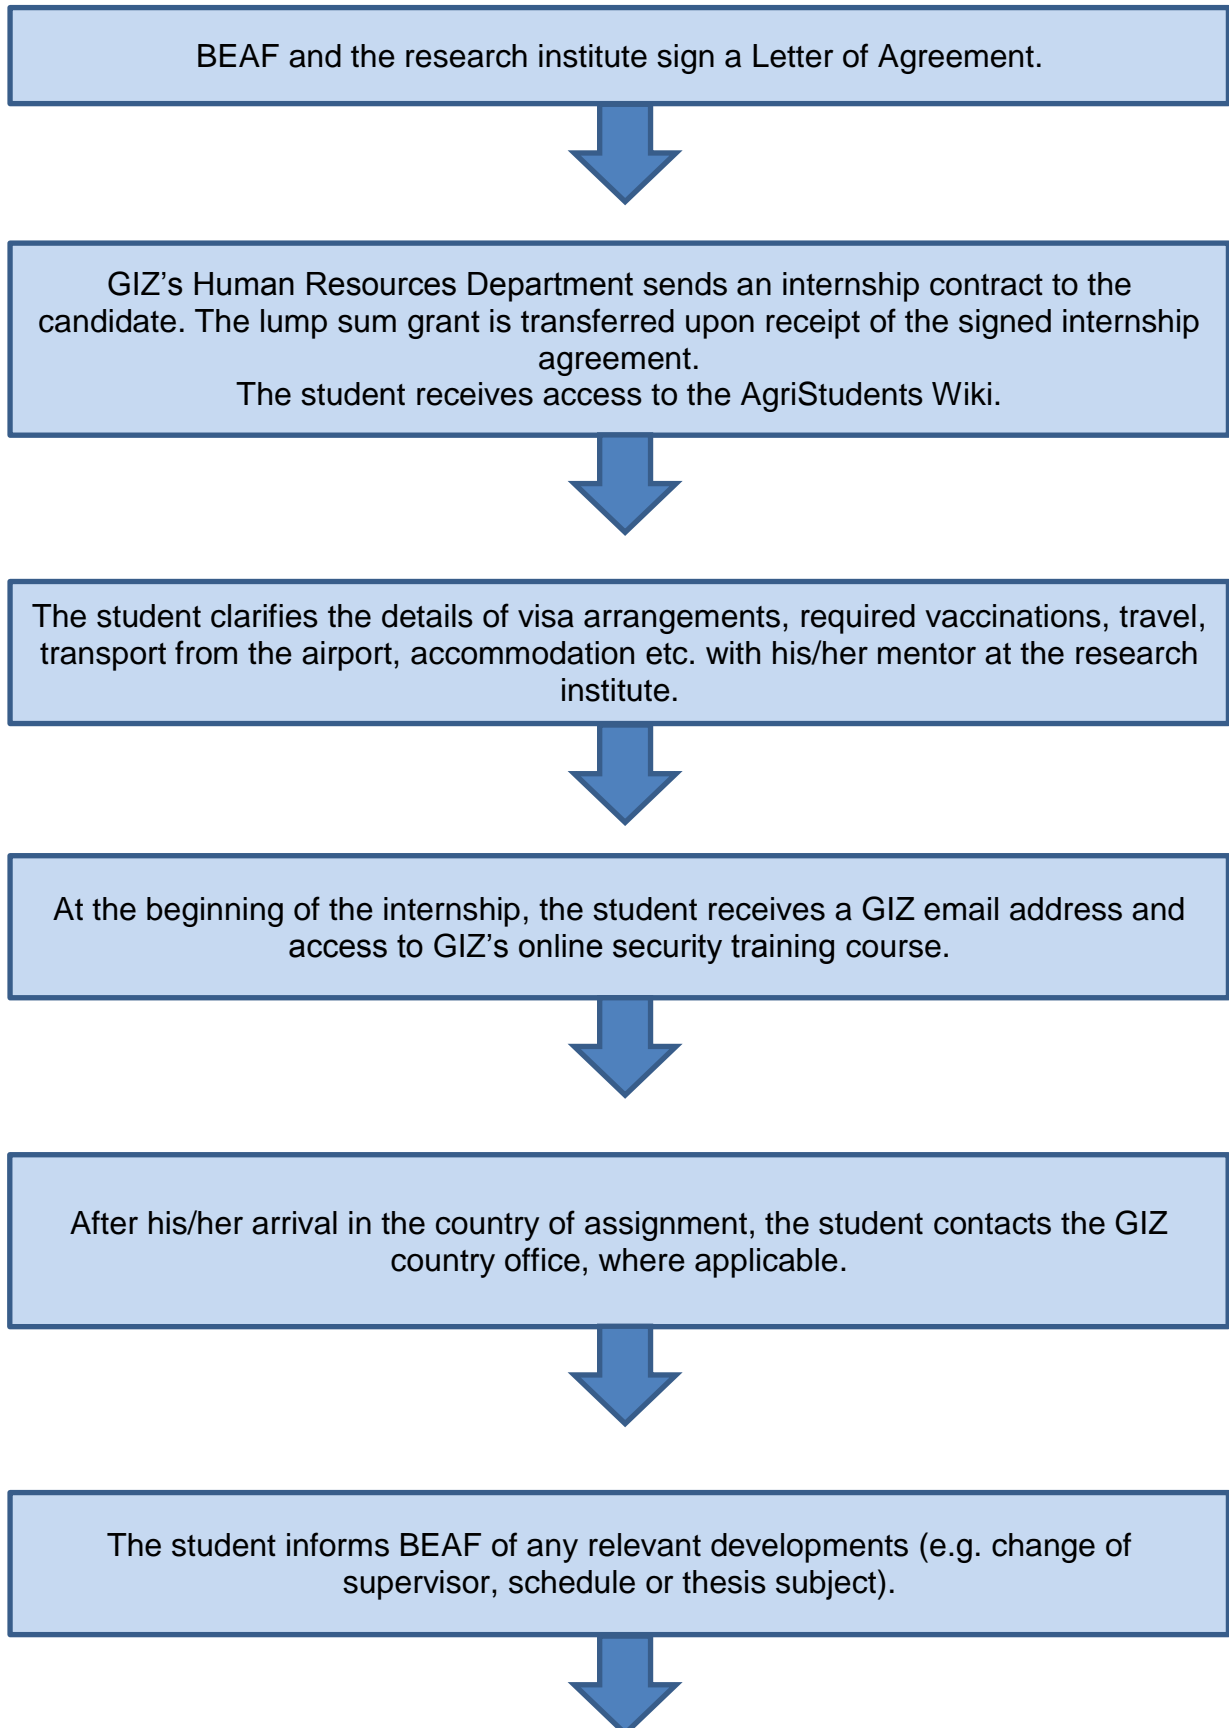 BEAF and the research institute sign a Letter of Agreement.
GIZ’s Human Resources Department sends an internship contract to the
candidate. The lump sum grant is transferred upon receipt of the signed internship
agreement.
The student receives access to the AgriStudents Wiki.
The student clarifies the details of visa arrangements, required vaccinations, travel,
transport from the airport, accommodation etc. with his/her mentor at the research
institute.
At the beginning of the internship, the student receives a GIZ email address and
access to GIZ’s online security training course.
After his/her arrival in the country of assignment, the student contacts the GIZ
country office, where applicable.
The student informs BEAF of any relevant developments (e.g. change of
supervisor, schedule or thesis subject).